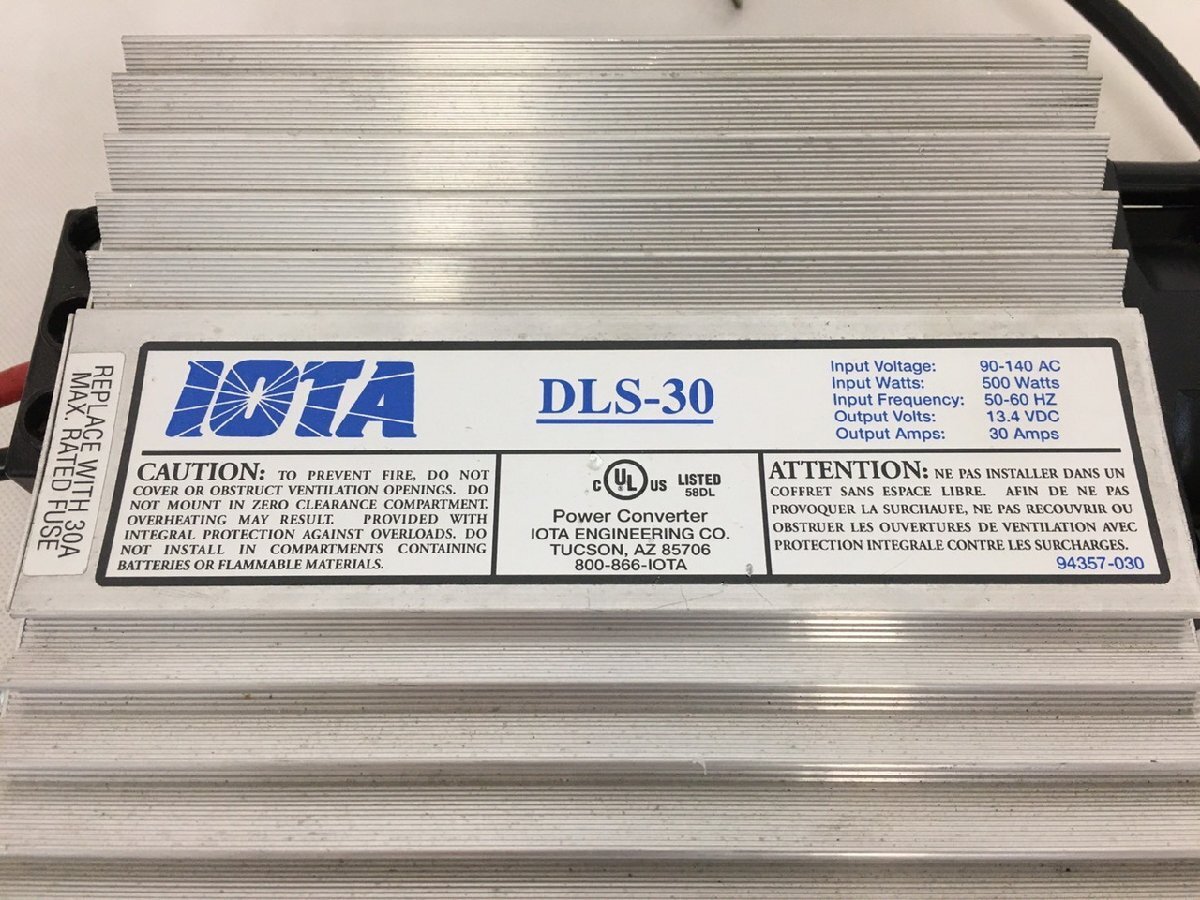 REPLACE WITH 30A
MAX. RATED FUSE
IOTA
DLS-30
Input Voltage: 90-140 AC
Input Watts: 500 Watts
Input Frequency: 50-60 HZ
Output Volts: 13.4 VDC
Output Amps: 30 Amps
CAUTION: TO PREVENT FIRE, DO NOT
COVER OR OBSTRUCT VENTILATION OPENINGS. DO
NOT MOUNT IN ZERO CLEARANCE COMPARTMENT.
OVERHEATING MAY RESULT. PROVIDED WITH
INTEGRAL PROTECTION AGAINST OVERLOADS. DO
NOT INSTALL IN COMPARTMENTS CONTAINING
BATTERIES OR FLAMMABLE MATERIALS.
C UL US LISTED
58DL
Power Converter
IOTA ENGINEERING CO.
TUCSON, AZ 85706
800-866-IOTA
ATTENTION: NE PAS INSTALLER DANS UN
COFFRET SANS ESPACE LIBRE. AFIN DE NE PAS
PROVOQUER LA SURCHAUFE, NE PAS RECOUVRIR OU
OBSTRUER LES OUVERTURES DE VENTILATION AVEC
PROTECTION INTEGRALE CONTRE LES SURCHARGES.
94357-030